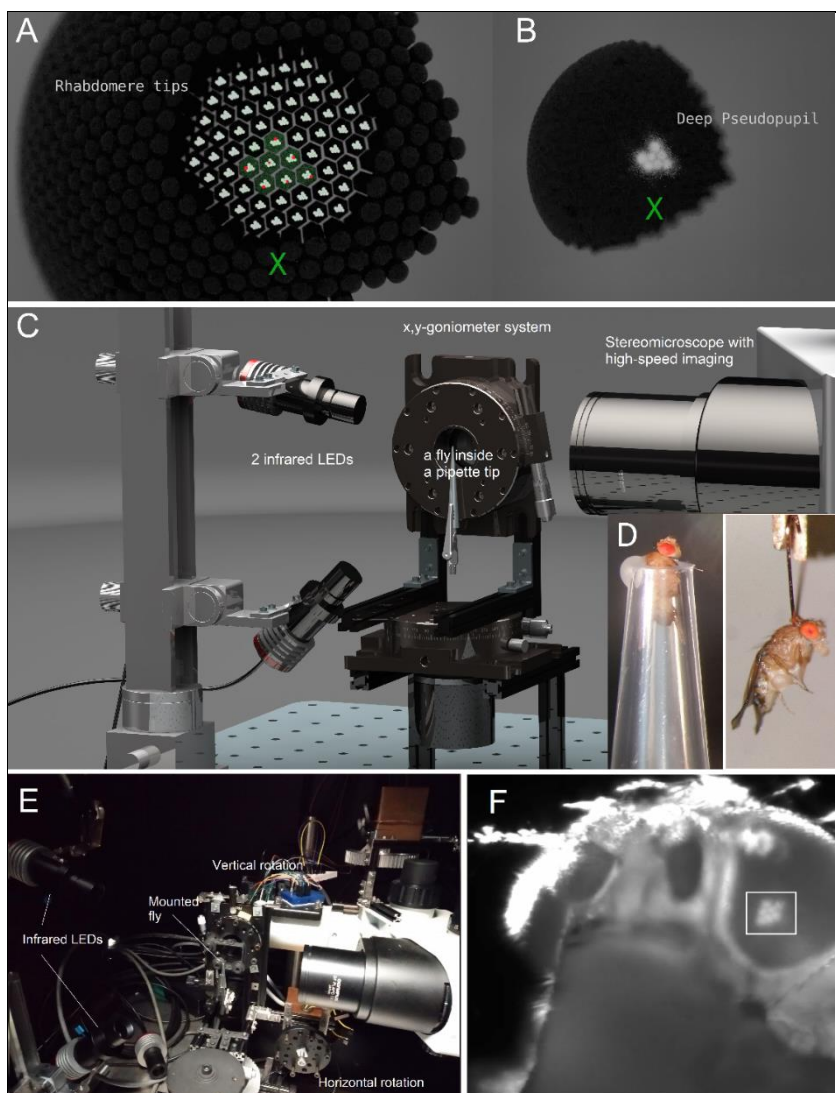 A
Rhabdomere tips
X
B
Deep Pseudopupil
X
C
x,y-goniometer system
Stereomicroscope with
high-speed imaging
2 infrared LEDs
a fly inside
a pipette tip
D
E
Vertical rotation
Mounted
fly
Infrared LEDs
Horizontal rotation
F